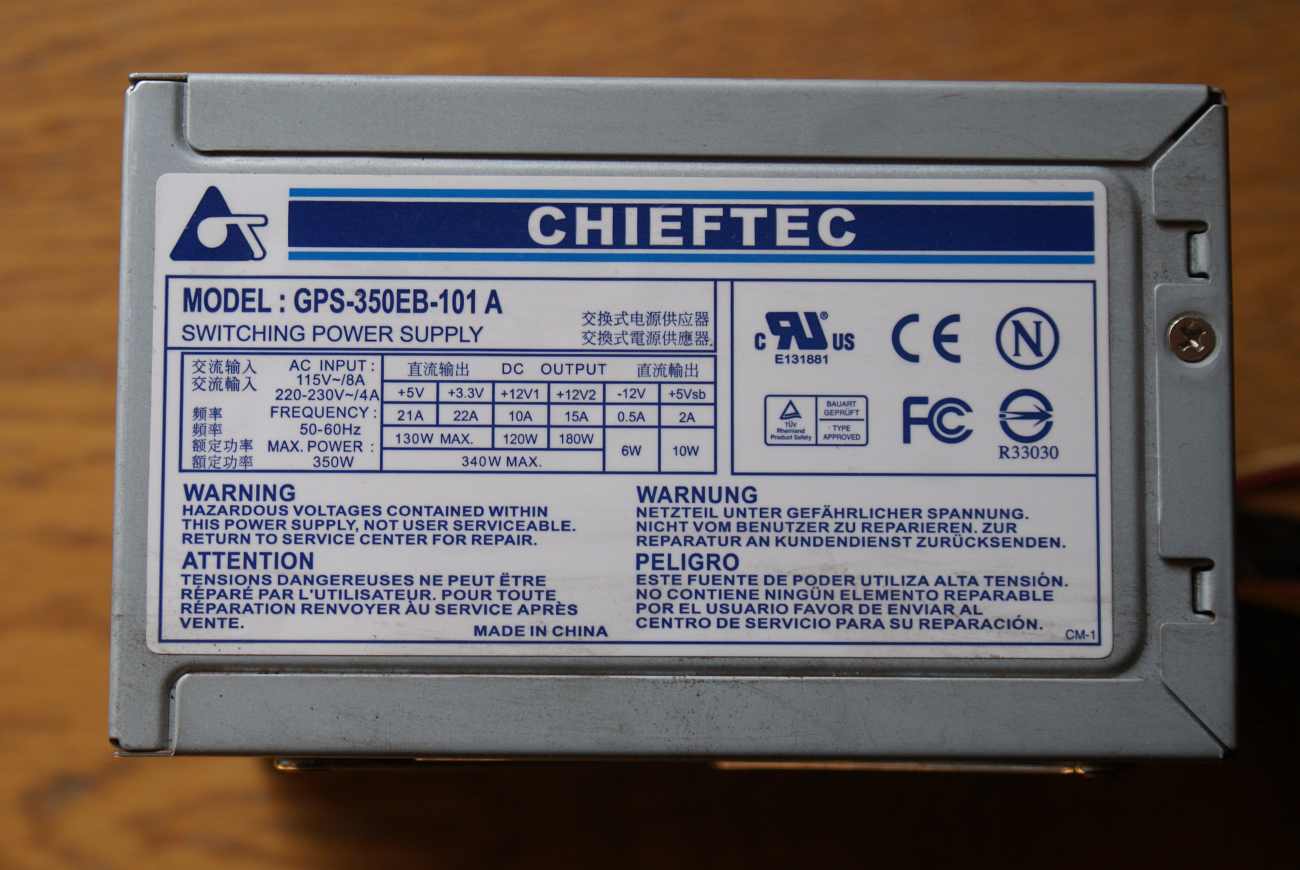 CHIEFTEC
MODEL : GPS-350EB-101 A
SWITCHING POWER SUPPLY
交换式电源供应器
交換式電源供應器.
交流输入
交流輸入
AC INPUT :
115V~/8A
220-230V~/4A
频率
頻率
FREQUENCY :
50-60Hz
额定功率
額定功率
MAX. POWER :
350W
直流输出 DC OUTPUT 直流輸出
+5V +3.3V +12V1 +12V2 -12V +5Vsb
21A 22A 10A 15A 0.5A 2A
130W MAX. 120W 180W 6W 10W
340W MAX.
c UL® US
E131881
CE
N
TÜV
Rheinland
Product Safety
BAUART
GEPRÜFT
TYPE
APPROVED
FC
R33030
WARNING
HAZARDOUS VOLTAGES CONTAINED WITHIN
THIS POWER SUPPLY, NOT USER SERVICEABLE.
RETURN TO SERVICE CENTER FOR REPAIR.
ATTENTION
TENSIONS DANGEREUSES NE PEUT ËTRE
RÉPARÉ PAR L'UTILISATEUR. POUR TOUTE
RÉPARATION RENVOYER ÀU SERVICE APRÈS
VENTE.
MADE IN CHINA
WARNUNG
NETZTEIL UNTER GEFÄHRLICHER SPANNUNG.
NICHT VOM BENUTZER ZU REPARIEREN. ZUR
REPARATUR AN KUNDENDIENST ZURÜCKSENDEN.
PELIGRO
ESTE FUENTE DE PODER UTILIZA ALTA TENSIÓN.
NO CONTIENE NINGÚN ELEMENTO REPARABLE
POR EL USUARIO FAVOR DE ENVIAR AL
CENTRO DE SERVICIO PARA SU REPARACIÓN.
CM-1